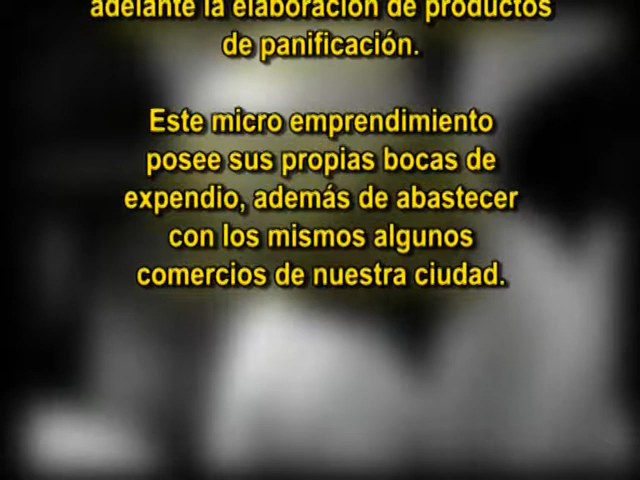 adelante la elaboración de productos
de panificación.
Este micro emprendimiento
posee sus propias bocas de
expendio, además de abastecer
con los mismos algunos
comercios de nuestra ciudad.